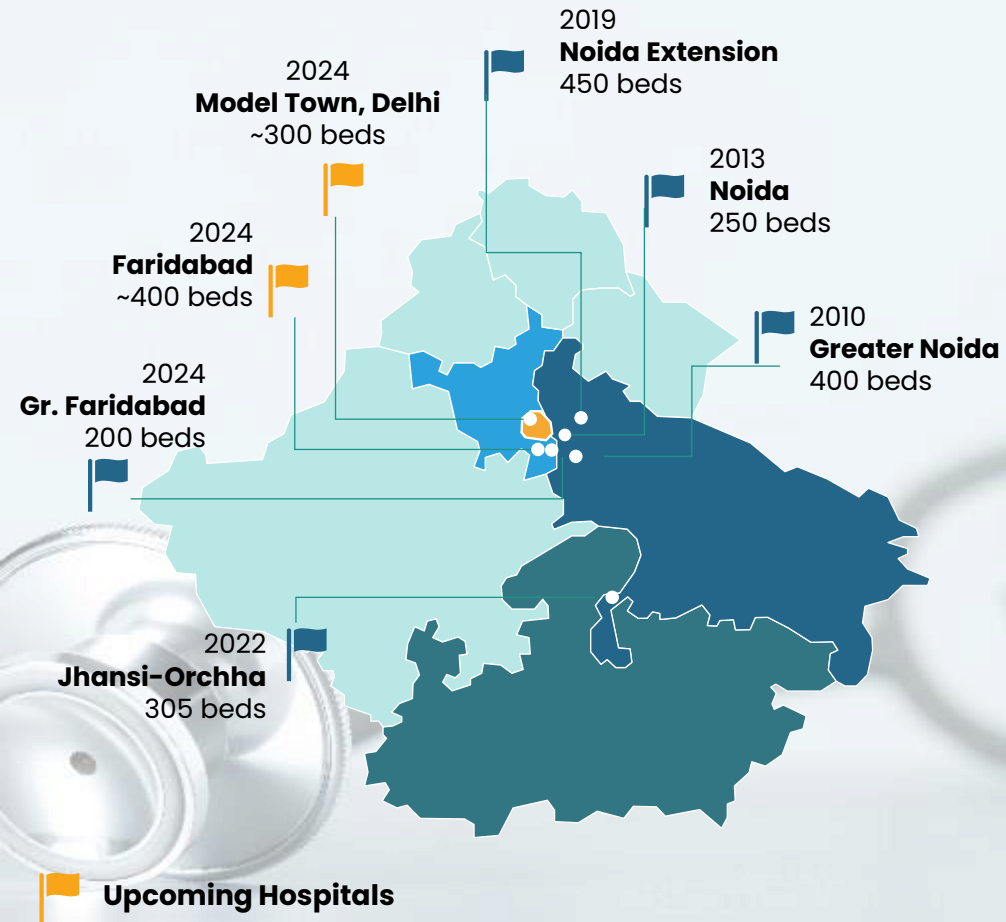 2019
Noida Extension
450 beds
2024
Model Town, Delhi
~300 beds
2013
Noida
250 beds
2024
Faridabad
~400 beds
2010
Greater Noida
400 beds
2024
Gr. Faridabad
200 beds
2022
Jhansi-Orchha
305 beds
Upcoming Hospitals